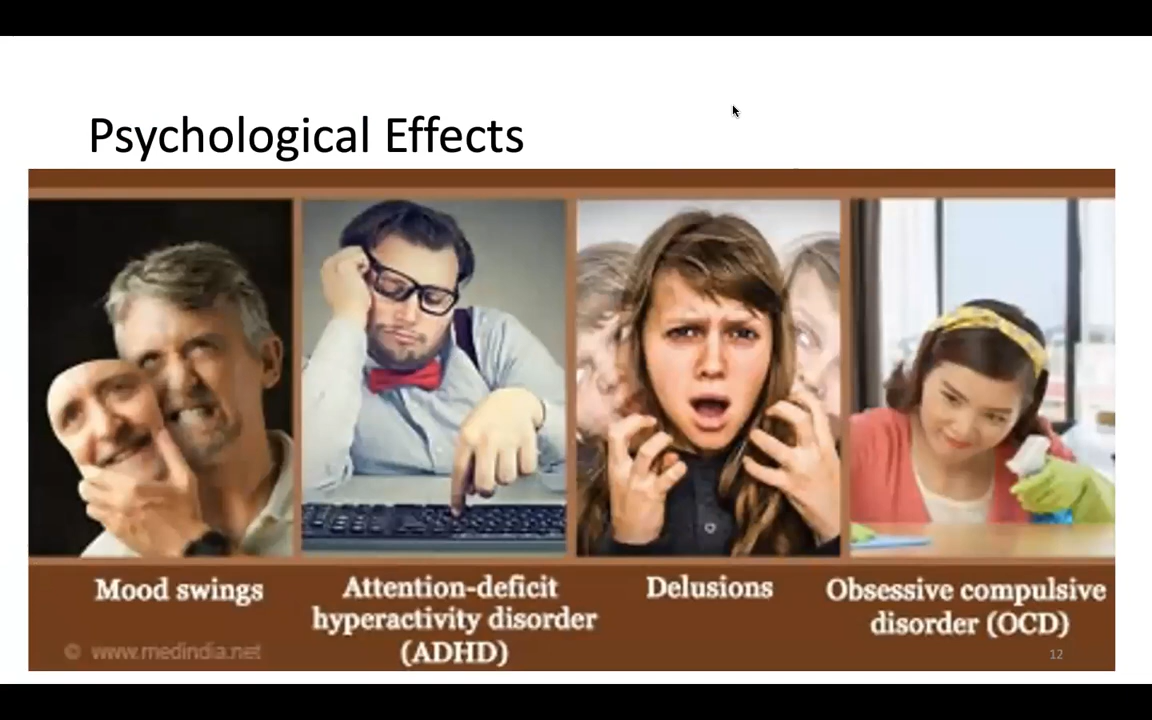 Psychological Effects
Mood swings
Attention-deficit
hyperactivity disorder
(ADHD)
Delusions
Obsessive compulsive
disorder (OCD)
© www.medindia.net
12